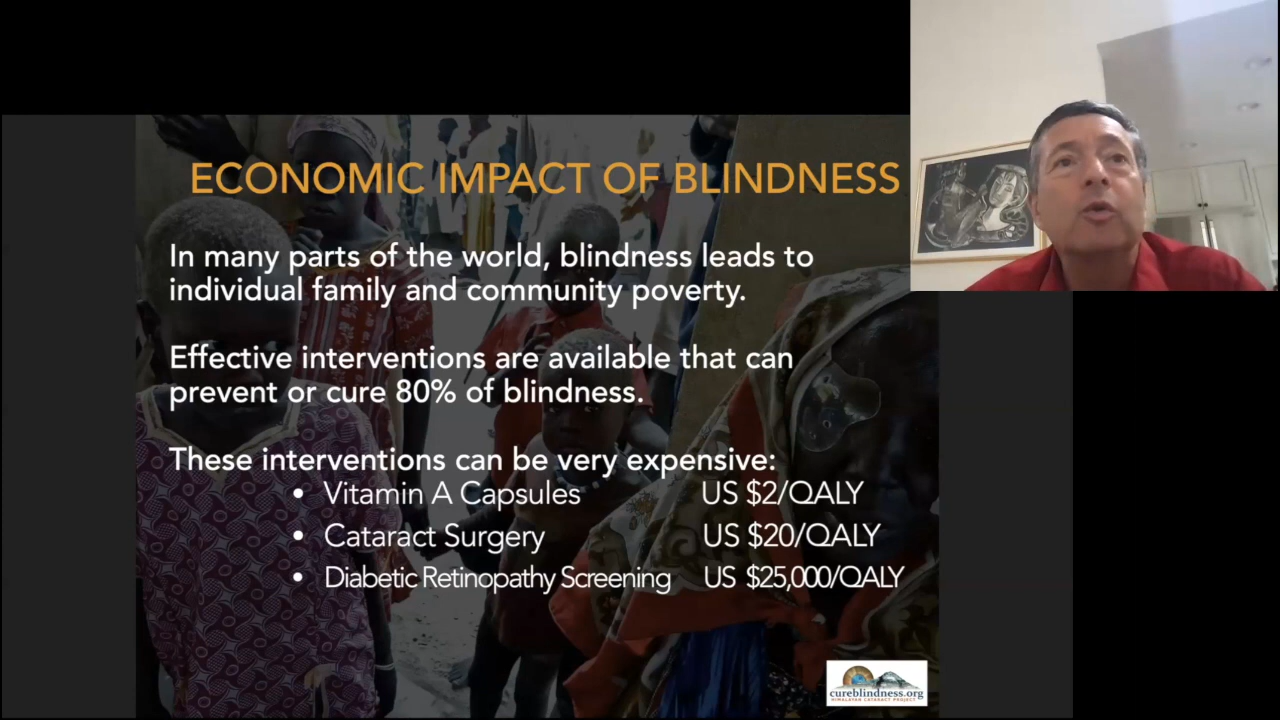 ECONOMIC IMPACT OF BLINDNESS
In many parts of the world, blindness leads to
individual family and community poverty.
Effective interventions are available that can
prevent or cure 80% of blindness.
These interventions can be very expensive:
• Vitamin A Capsules US $2/QALY
• Cataract Surgery US $20/QALY
• Diabetic Retinopathy Screening US $25,000/QALY
cureblindness.org
HIMALAYAN CATARACT PROJECT